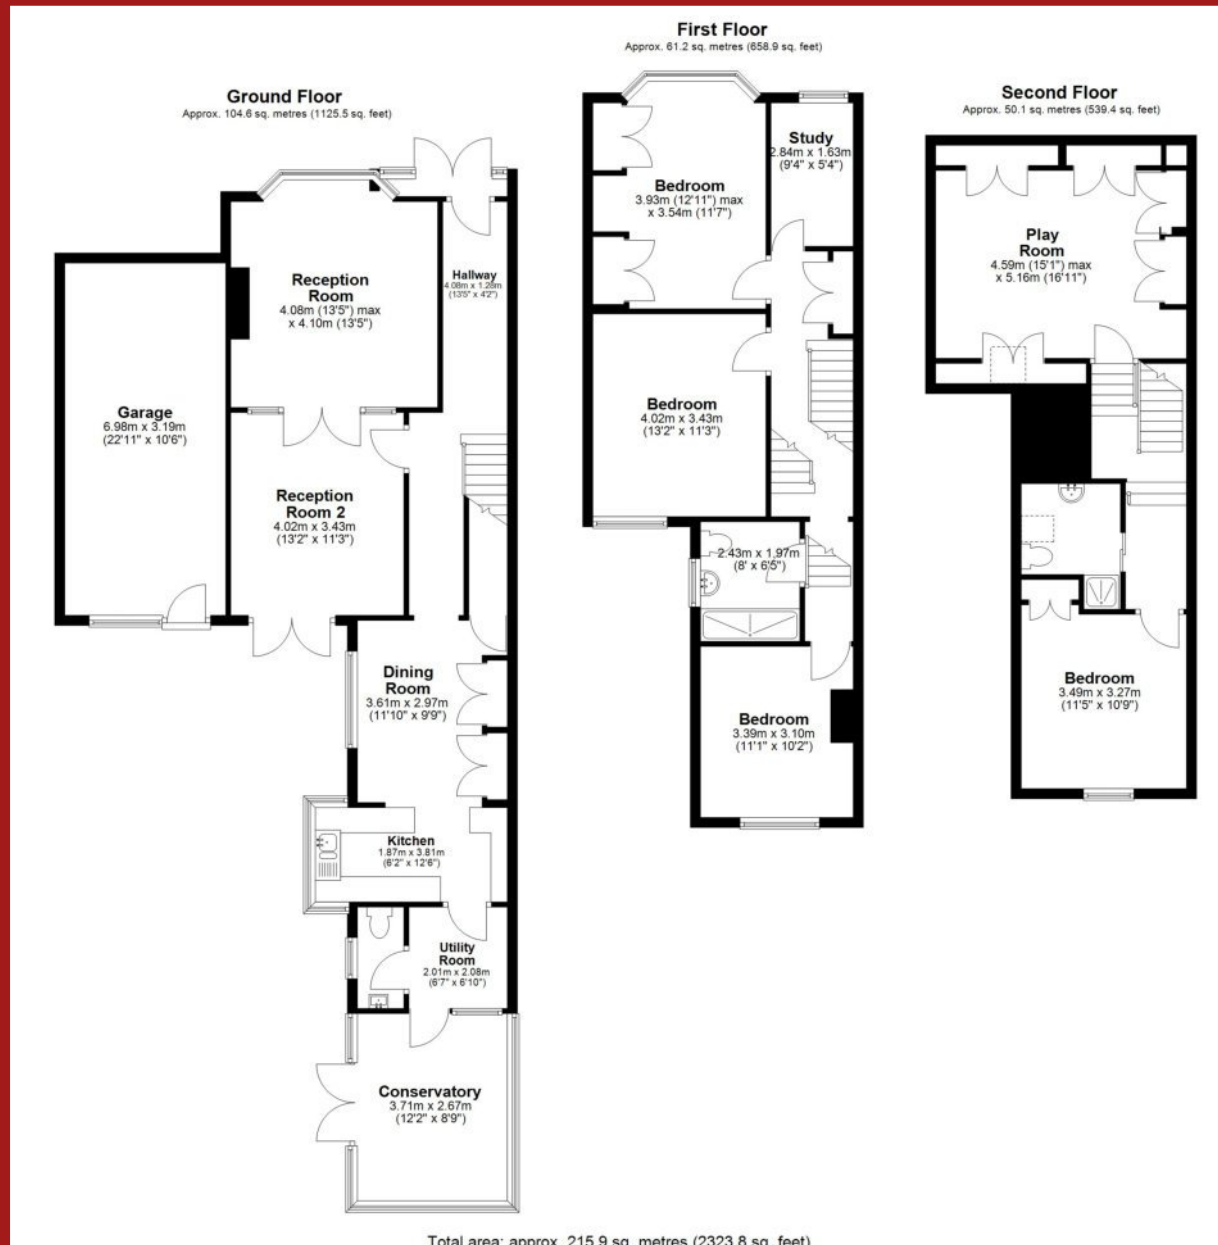 Ground Floor
Approx. 104.6 sq. metres (1125.5 sq. feet)
Reception
Room
4.08m (13'5") max
x 4.10m (13'5")
Hallway
4.08m x 1.28m
(13'5" x 4'2")
Garage
6.98m x 3.19m
(22'11" x 10'6")
Reception
Room 2
4.02m x 3.43m
(13'2" x 11'3")
Dining
Room
3.61m x 2.97m
(11'10" x 9'9")
Kitchen
1.87m x 3.81m
(6'2" x 12'6")
Utility
Room
2.01m x 2.08m
(6'7" x 6'10")
Conservatory
3.71m x 2.67m
(12'2" x 8'9")
First Floor
Approx. 61.2 sq. metres (658.9 sq. feet)
Study
2.84m x 1.63m
(9'4" x 5'4")
Bedroom
3.93m (12'11") max
x 3.54m (11'7")
Bedroom
4.02m x 3.43m
(13'2" x 11'3")
2.43m x 1.97m
(8' x 6'5")
Bedroom
3.39m x 3.10m
(11'1" x 10'2")
Second Floor
Approx. 50.1 sq. metres (539.4 sq. feet)
Play
Room
4.59m (15'1") max
x 5.16m (16'11")
Bedroom
3.49m x 3.27m
(11'5" x 10'9")
Total area: approx. 215.9 sq. metres (2323.8 sq. feet)